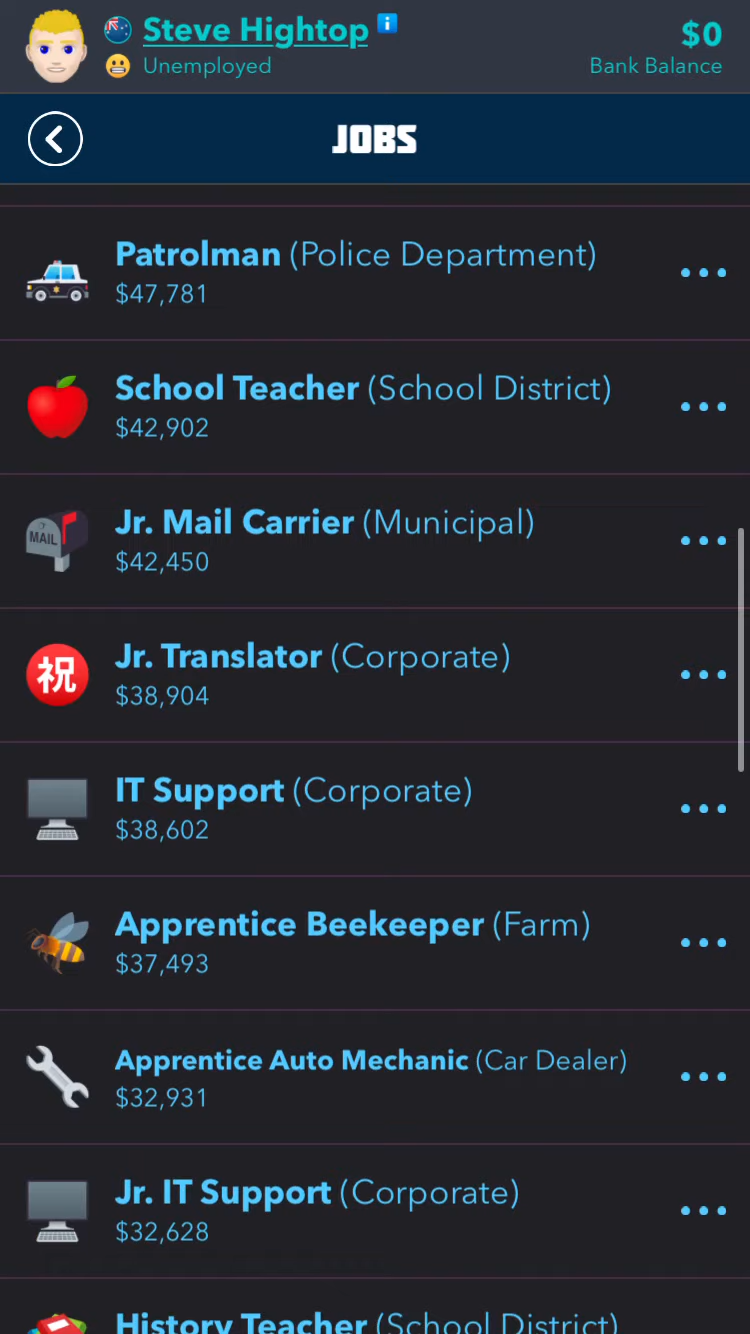 Steve Hightop
$0
Unemployed
Bank Balance
JOBS
Patrolman (Police Department)
$47,781
School Teacher (School District)
$42,902
MAIL
Jr. Mail Carrier (Municipal)
$42,450
祝
Jr. Translator (Corporate)
$38,904
IT Support (Corporate)
$38,602
Apprentice Beekeeper (Farm)
$37,493
Apprentice Auto Mechanic (Car Dealer)
$32,931
Jr. IT Support (Corporate)
$32,628
History Teacher (School District)